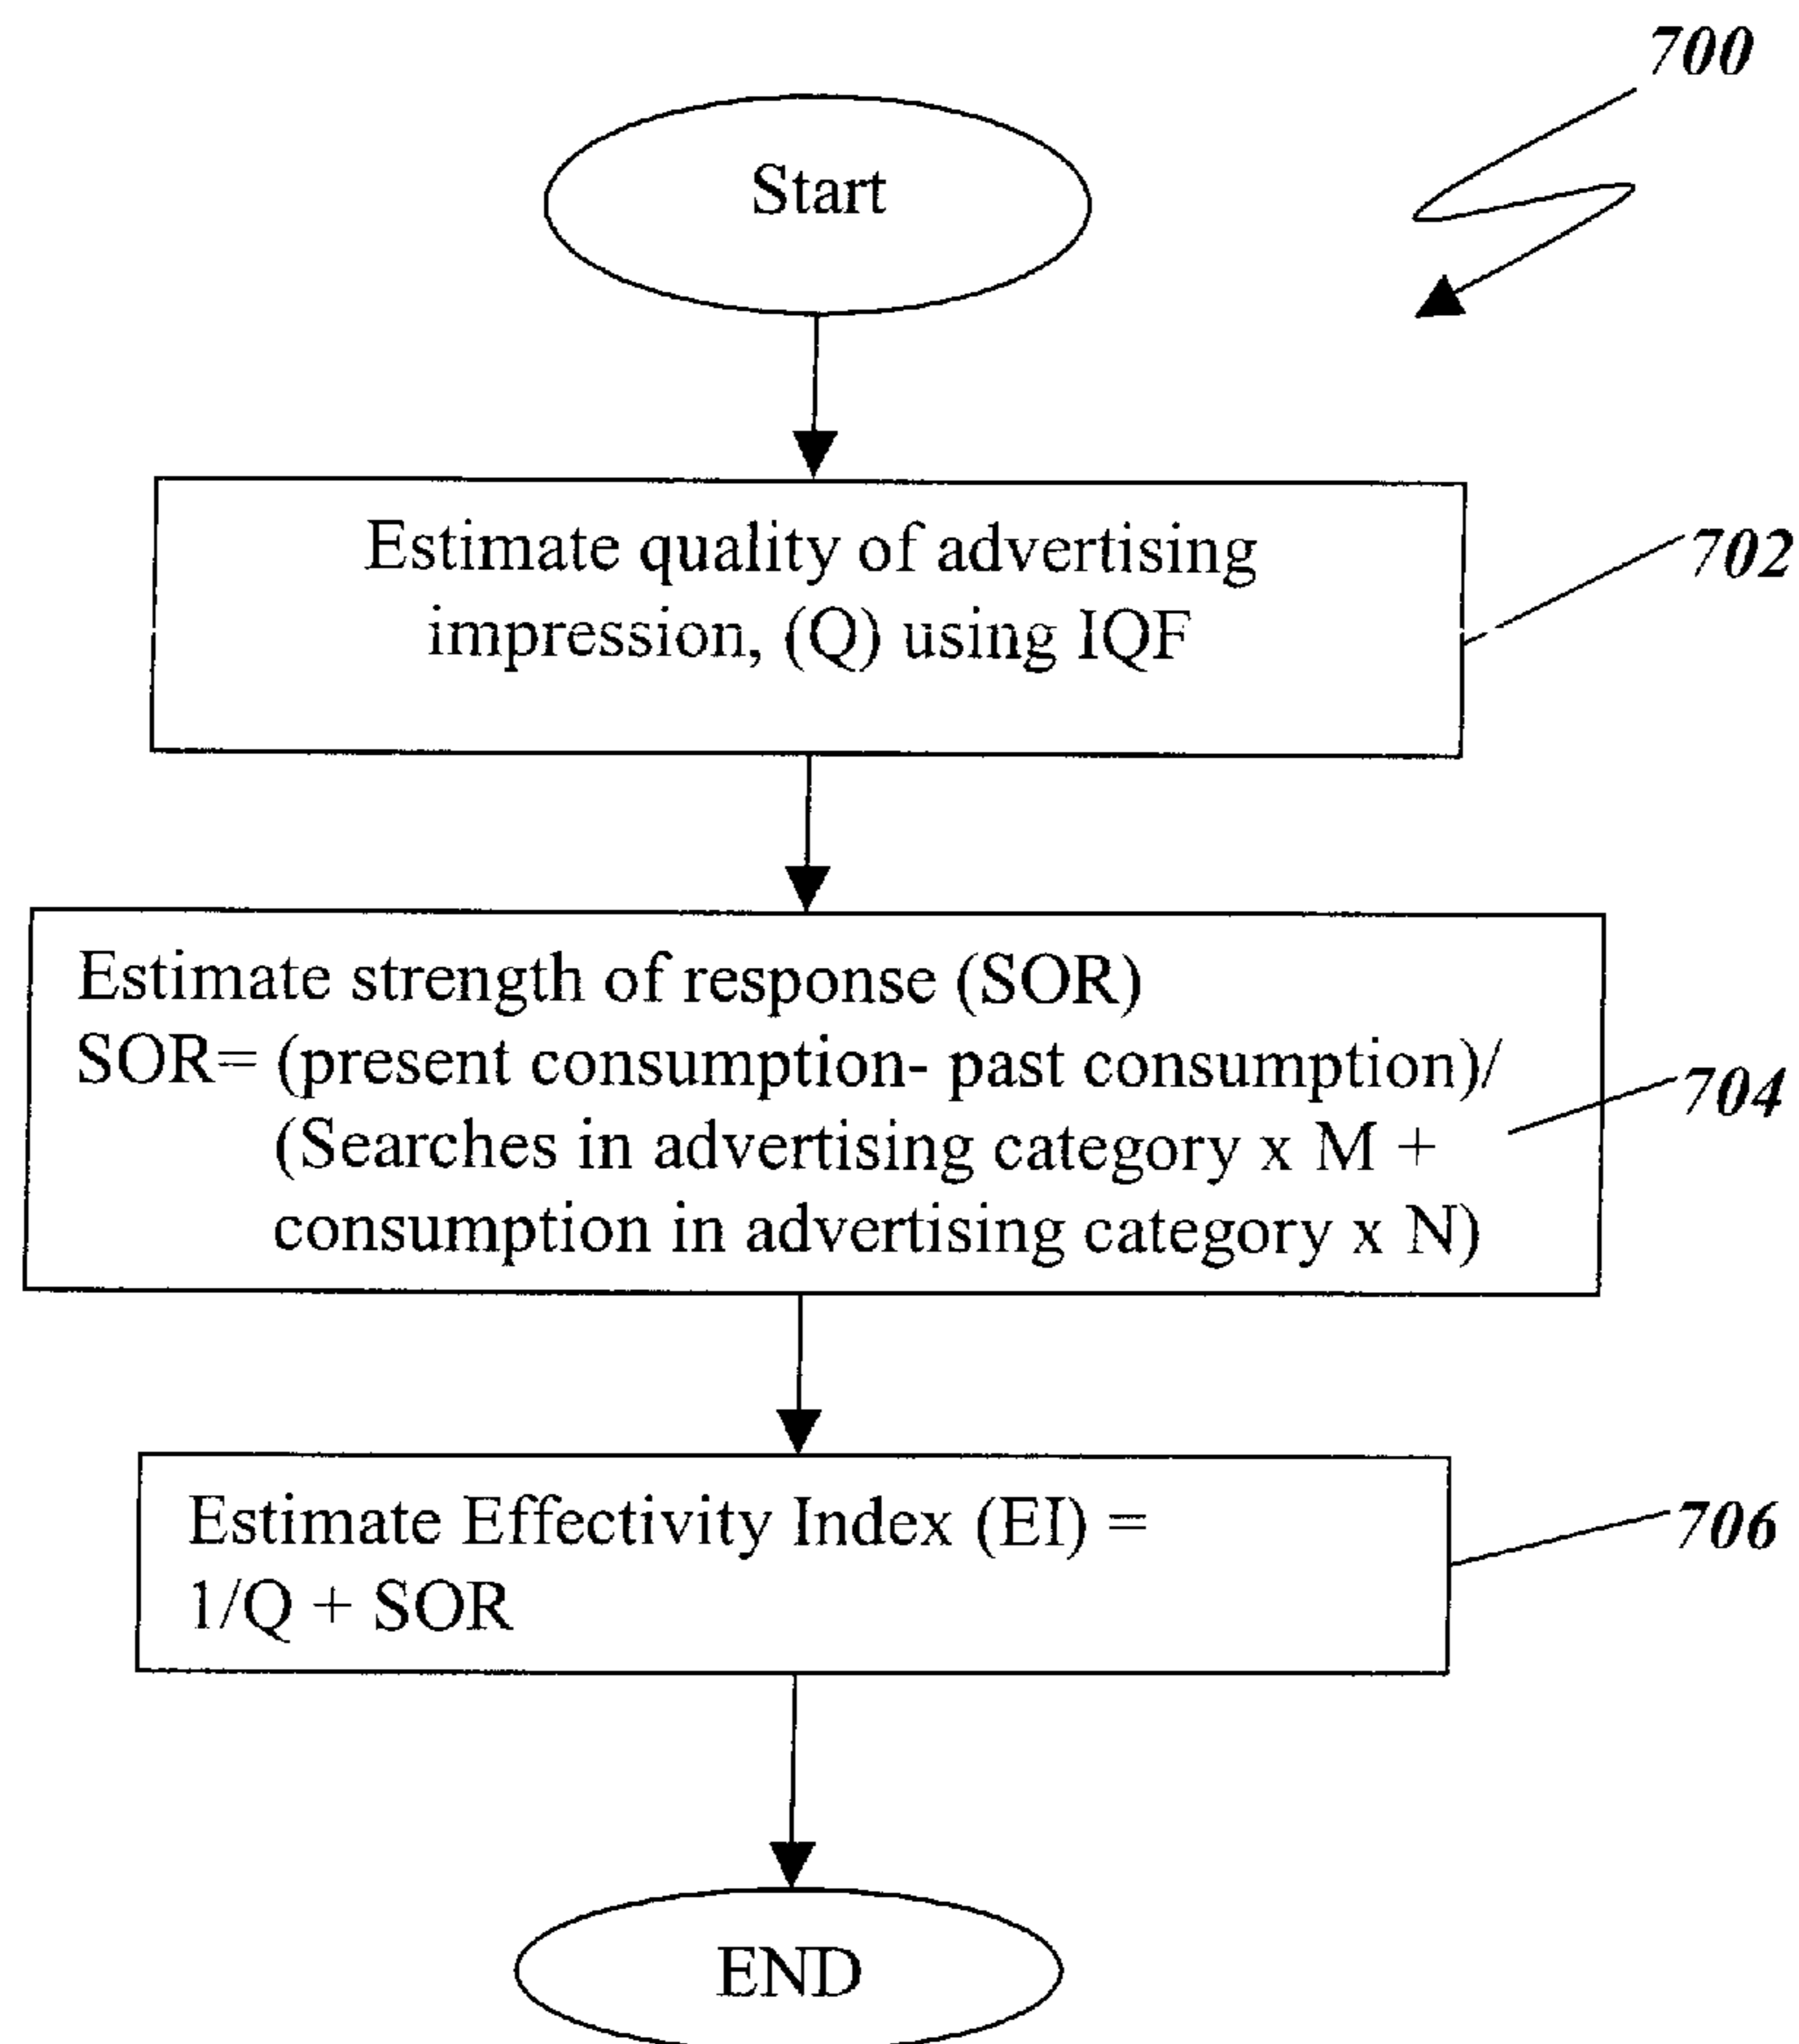 700
Start
Estimate quality of advertising
impression, (Q) using IQF
702
Estimate strength of response (SOR)
SOR= (present consumption- past consumption)/
(Searches in advertising category x M +
consumption in advertising category x N)
704
Estimate Effectivity Index (EI) =
1/Q + SOR
706
END